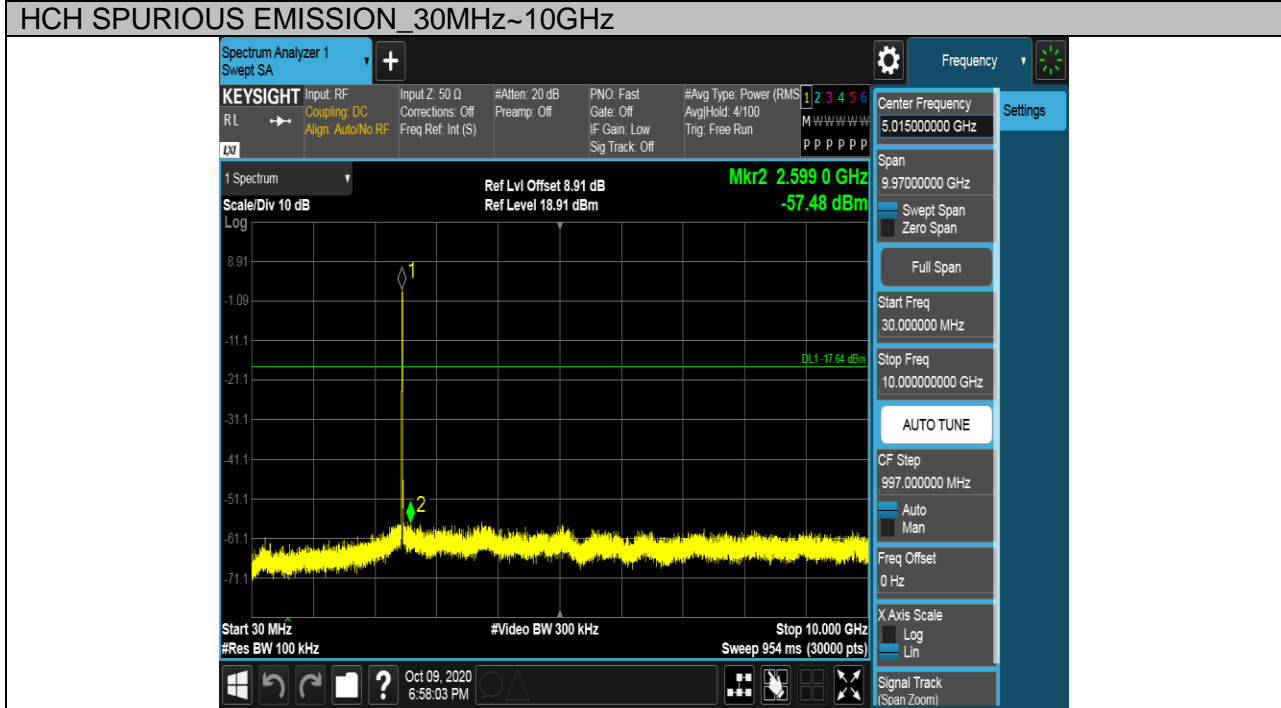 HCH SPURIOUS EMISSION_30MHz~10GHz
Spectrum Analyzer 1
Swept SA
Frequency
KEYSIGHT
RL
LXI
Input: RF
Coupling: DC
Align: Auto/No RF
Input Z: 50 Ω
Corrections: Off
Freq Ref: Int (S)
#Atten: 20 dB
Preamp: Off
PNO: Fast
Gate: Off
IF Gain: Low
Sig Track: Off
#Avg Type: Power (RMS
Avg|Hold: 4/100
Trig: Free Run
1 2 3 4 5 6
M W W W W W
P P P P P P
1 Spectrum
Scale/Div 10 dB
Ref Lvl Offset 8.91 dB
Ref Level 18.91 dBm
Mkr2 2.599 0 GHz
-57.48 dBm
Log
8.91
-1.09
-11.1
-21.1
-31.1
-41.1
-51.1
-61.1
-71.1
1
DL1 -17.64 dBm
2
Start 30 MHz
#Res BW 100 kHz
#Video BW 300 kHz
Stop 10.000 GHz
Sweep 954 ms (30000 pts)
Center Frequency
5.015000000 GHz
Settings
Span
9.97000000 GHz
Swept Span
Zero Span
Full Span
Start Freq
30.000000 MHz
Stop Freq
10.000000000 GHz
AUTO TUNE
CF Step
997.000000 MHz
Auto
Man
Freq Offset
0 Hz
X Axis Scale
Log
Lin
Signal Track
(Span Zoom)
?
Oct 09, 2020
6:58:03 PM